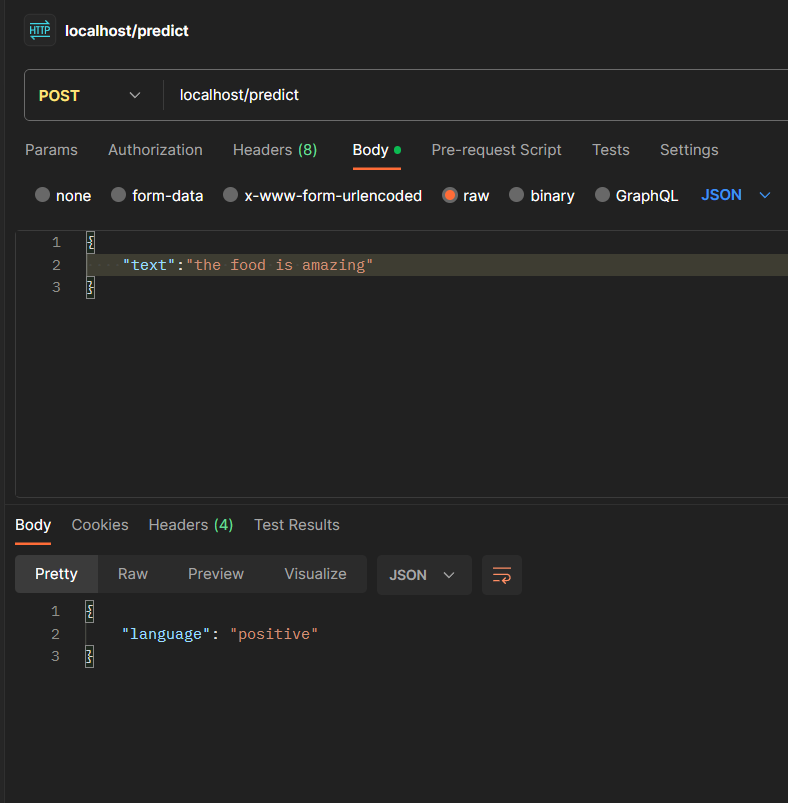 HTTP localhost/predict
POST localhost/predict
Params Authorization Headers (8) Body Pre-request Script Tests Settings
none form-data x-www-form-urlencoded raw binary GraphQL JSON
1 {
2 "text":"the food is amazing"
3 }
Body Cookies Headers (4) Test Results
Pretty Raw Preview Visualize JSON
1 {
2 "language": "positive"
3 }